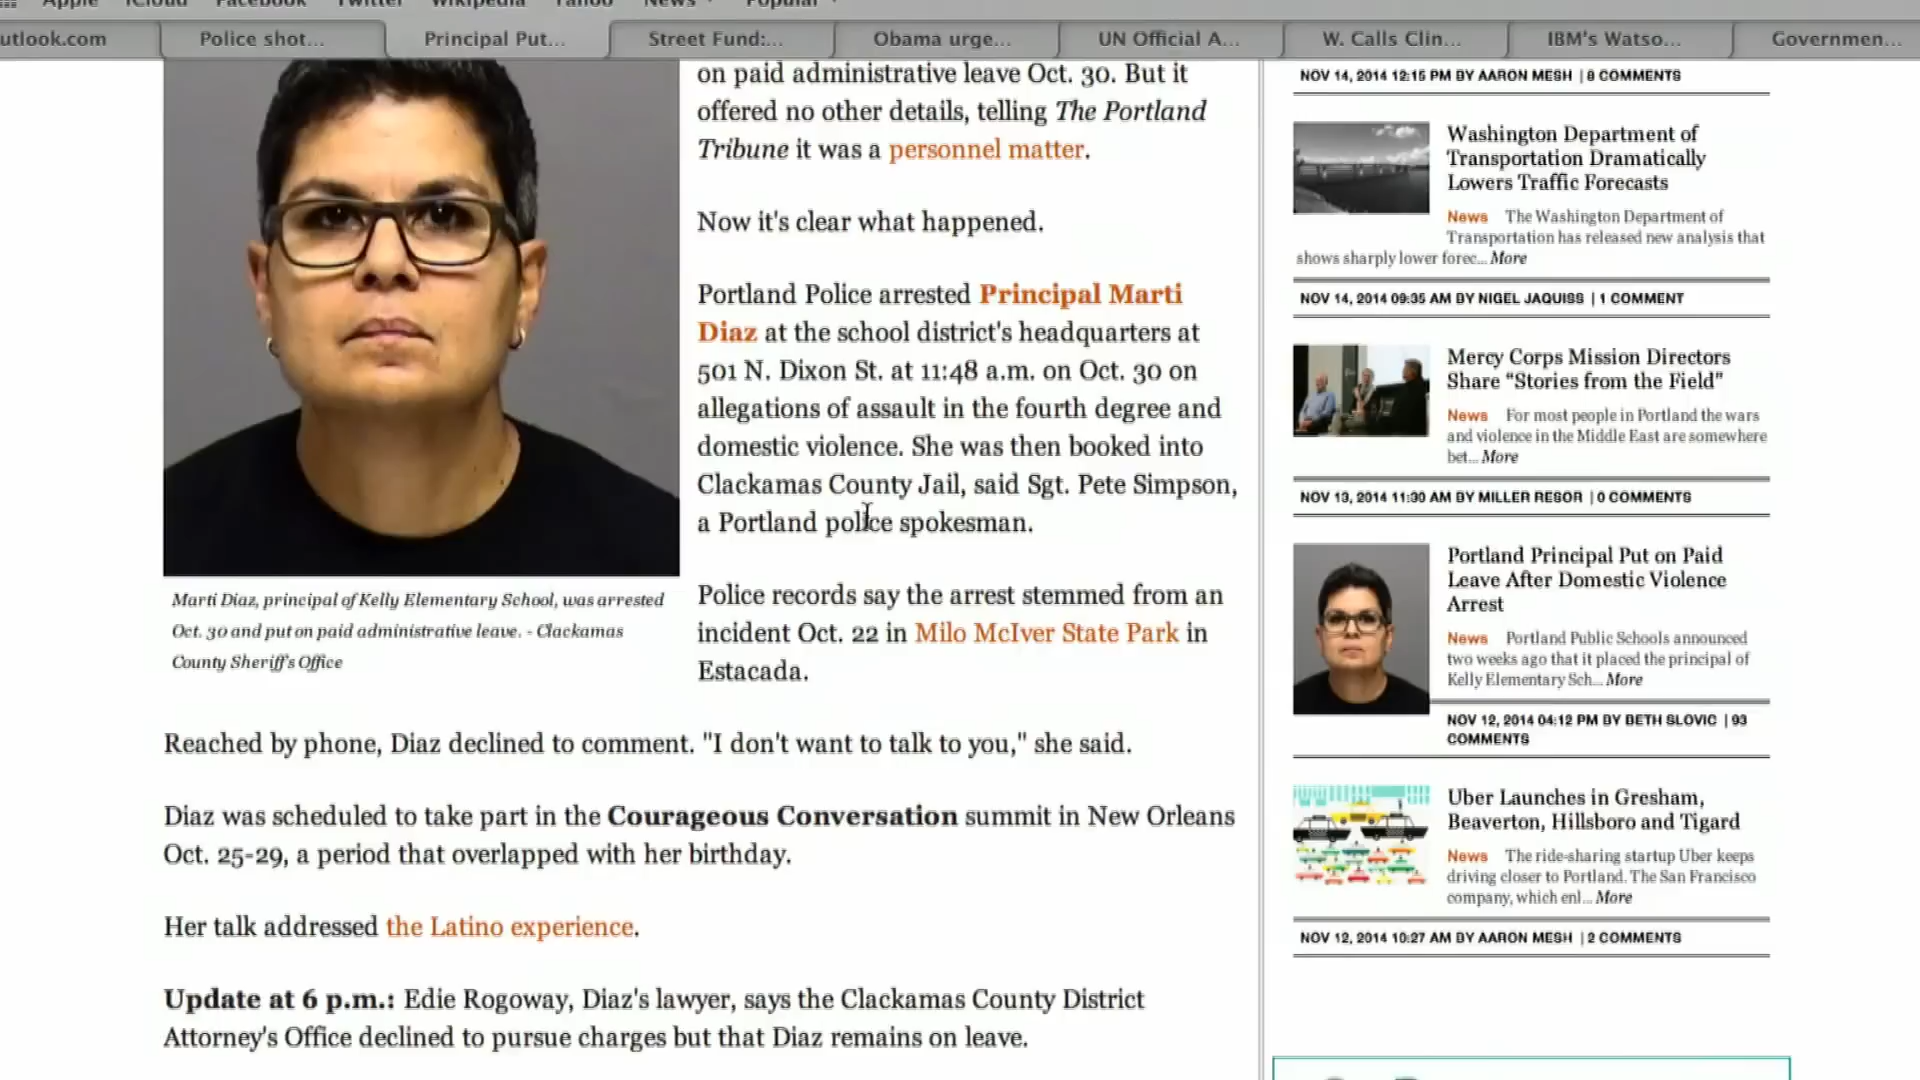 Apple iCloud Facebook Twitter Wikipedia Yahoo News Popular
utlook.com Police shot... Principal Put... Street Fund:... Obama urge... UN Official A... W. Calls Clin... IBM's Watso... Governmen...
on paid administrative leave Oct. 30. But it
offered no other details, telling The Portland
Tribune it was a personnel matter.
Now it's clear what happened.
Portland Police arrested Principal Marti
Diaz at the school district's headquarters at
501 N. Dixon St. at 11:48 a.m. on Oct. 30 on
allegations of assault in the fourth degree and
domestic violence. She was then booked into
Clackamas County Jail, said Sgt. Pete Simpson,
a Portland police spokesman.
Marti Diaz, principal of Kelly Elementary School, was arrested
Oct. 30 and put on paid administrative leave. - Clackamas
County Sheriff's Office
Police records say the arrest stemmed from an
incident Oct. 22 in Milo McIver State Park in
Estacada.
Reached by phone, Diaz declined to comment. "I don't want to talk to you," she said.
Diaz was scheduled to take part in the Courageous Conversation summit in New Orleans
Oct. 25-29, a period that overlapped with her birthday.
Her talk addressed the Latino experience.
Update at 6 p.m.: Edie Rogoway, Diaz's lawyer, says the Clackamas County District
Attorney's Office declined to pursue charges but that Diaz remains on leave.
NOV 14, 2014 12:15 PM BY AARON MESH | 8 COMMENTS
Washington Department of
Transportation Dramatically
Lowers Traffic Forecasts
News The Washington Department of
Transportation has released new analysis that
shows sharply lower forec... More
NOV 14, 2014 09:35 AM BY NIGEL JAQUISS | 1 COMMENT
Mercy Corps Mission Directors
Share “Stories from the Field”
News For most people in Portland the wars
and violence in the Middle East are somewhere
bet... More
NOV 13, 2014 11:30 AM BY MILLER RESOR | 0 COMMENTS
Portland Principal Put on Paid
Leave After Domestic Violence
Arrest
News Portland Public Schools announced
two weeks ago that it placed the principal of
Kelly Elementary Sch... More
NOV 12, 2014 04:12 PM BY BETH SLOVIC | 93
COMMENTS
Uber Launches in Gresham,
Beaverton, Hillsboro and Tigard
News The ride-sharing startup Uber keeps
driving closer to Portland. The San Francisco
company, which enl... More
NOV 12, 2014 10:27 AM BY AARON MESH | 2 COMMENTS